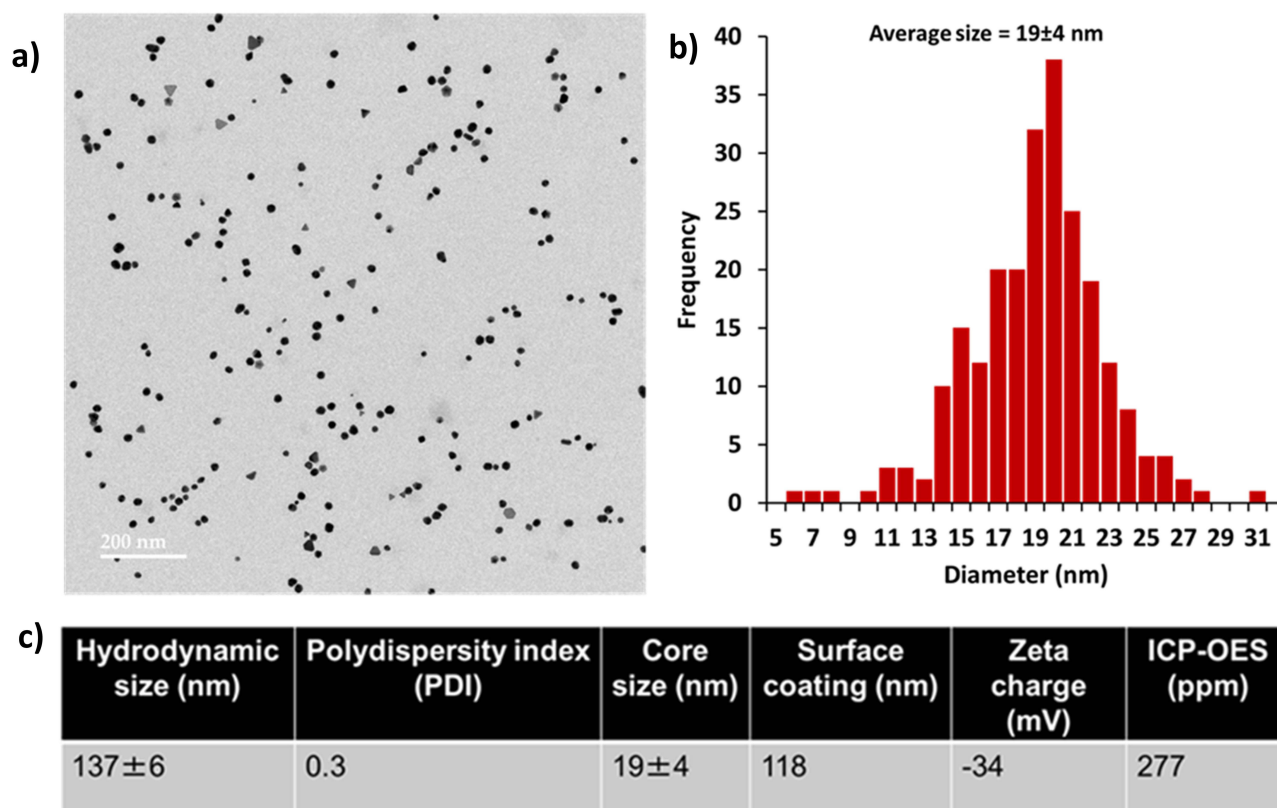 a)
200 nm
b)
Average size = 19±4 nm
40
35
30
25
20
15
10
5
0
Frequency
5 7 9 11 13 15 17 19 21 23 25 27 29 31
Diameter (nm)
c)
Hydrodynamic size (nm)
Polydispersity index (PDI)
Core size (nm)
Surface coating (nm)
Zeta charge (mV)
ICP-OES (ppm)
137±6 0.3 19±4 118 -34 277